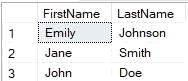 FirstName LastName
1 Emily Johnson
2 Jane Smith
3 John Doe